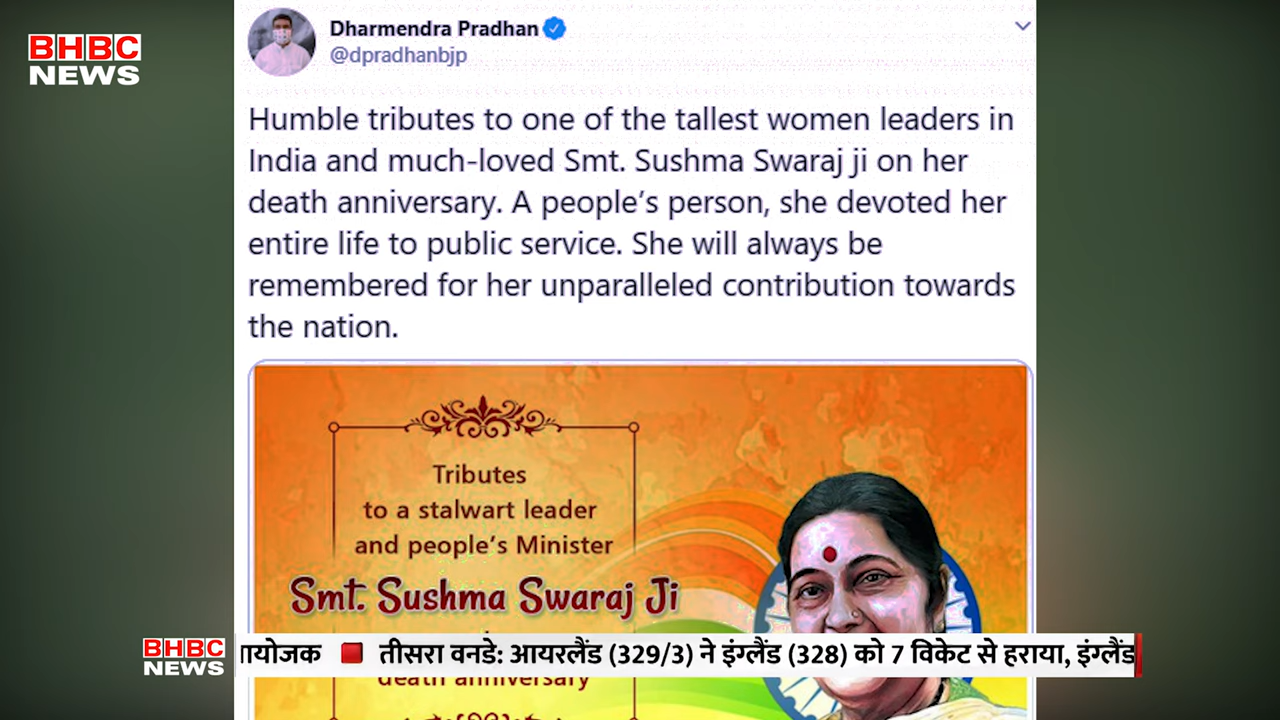 BHBC
NEWS
Dharmendra Pradhan
@dpradhanbjp
Humble tributes to one of the tallest women leaders in
India and much-loved Smt. Sushma Swaraj ji on her
death anniversary. A people’s person, she devoted her
entire life to public service. She will always be
remembered for her unparalleled contribution towards
the nation.
Tributes
to a stalwart leader
and people’s Minister
Smt. Sushma Swaraj Ji
death anniversary
BHBC
NEWS
तीसरा वनडे: आयरलैंड (329/3) ने इंग्लैंड (328) को 7 विकेट से हराया, इंग्लैंड